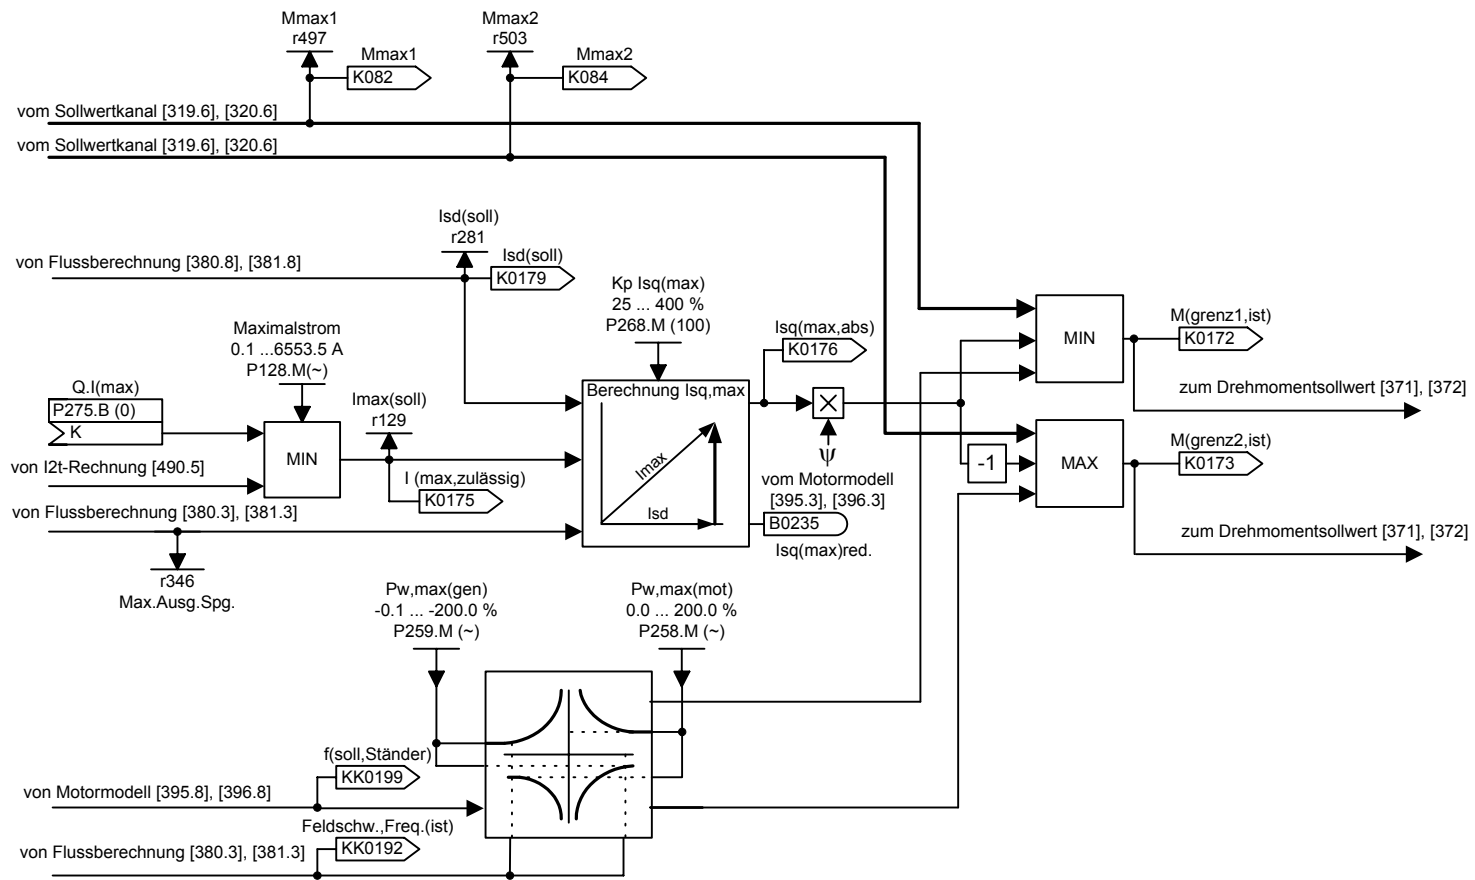 Mmax1
r497
Mmax1
K082
Mmax2
r503
Mmax2
K084
vom Sollwertkanal [319.6], [320.6]
vom Sollwertkanal [319.6], [320.6]
Isd(soll)
r281
Isd(soll)
K0179
von Flussberechnung [380.8], [381.8]
Kp Isq(max)
25 ... 400 %
P268.M (100)
Isq(max,abs)
K0176
Maximalstrom
0.1 ...6553.5 A
P128.M(~)
Q.I(max)
P275.B (0)
K
Imax(soll)
r129
MIN
I (max,zulässig)
K0175
von I2t-Rechnung [490.5]
von Flussberechnung [380.3], [381.3]
r346
Max.Ausg.Spg.
Berechnung Isq,max
Imax
Isd
ψ
vom Motormodell
[395.3], [396.3]
B0235
Isq(max)red.
-1
MIN
M(grenz1,ist)
K0172
zum Drehmomentsollwert [371], [372]
MAX
M(grenz2,ist)
K0173
zum Drehmomentsollwert [371], [372]
Pw,max(gen)
-0.1 ... -200.0 %
P259.M (~)
Pw,max(mot)
0.0 ... 200.0 %
P258.M (~)
f(soll,Ständer)
KK0199
von Motormodell [395.8], [396.8]
Feldschw.,Freq.(ist)
KK0192
von Flussberechnung [380.3], [381.3]